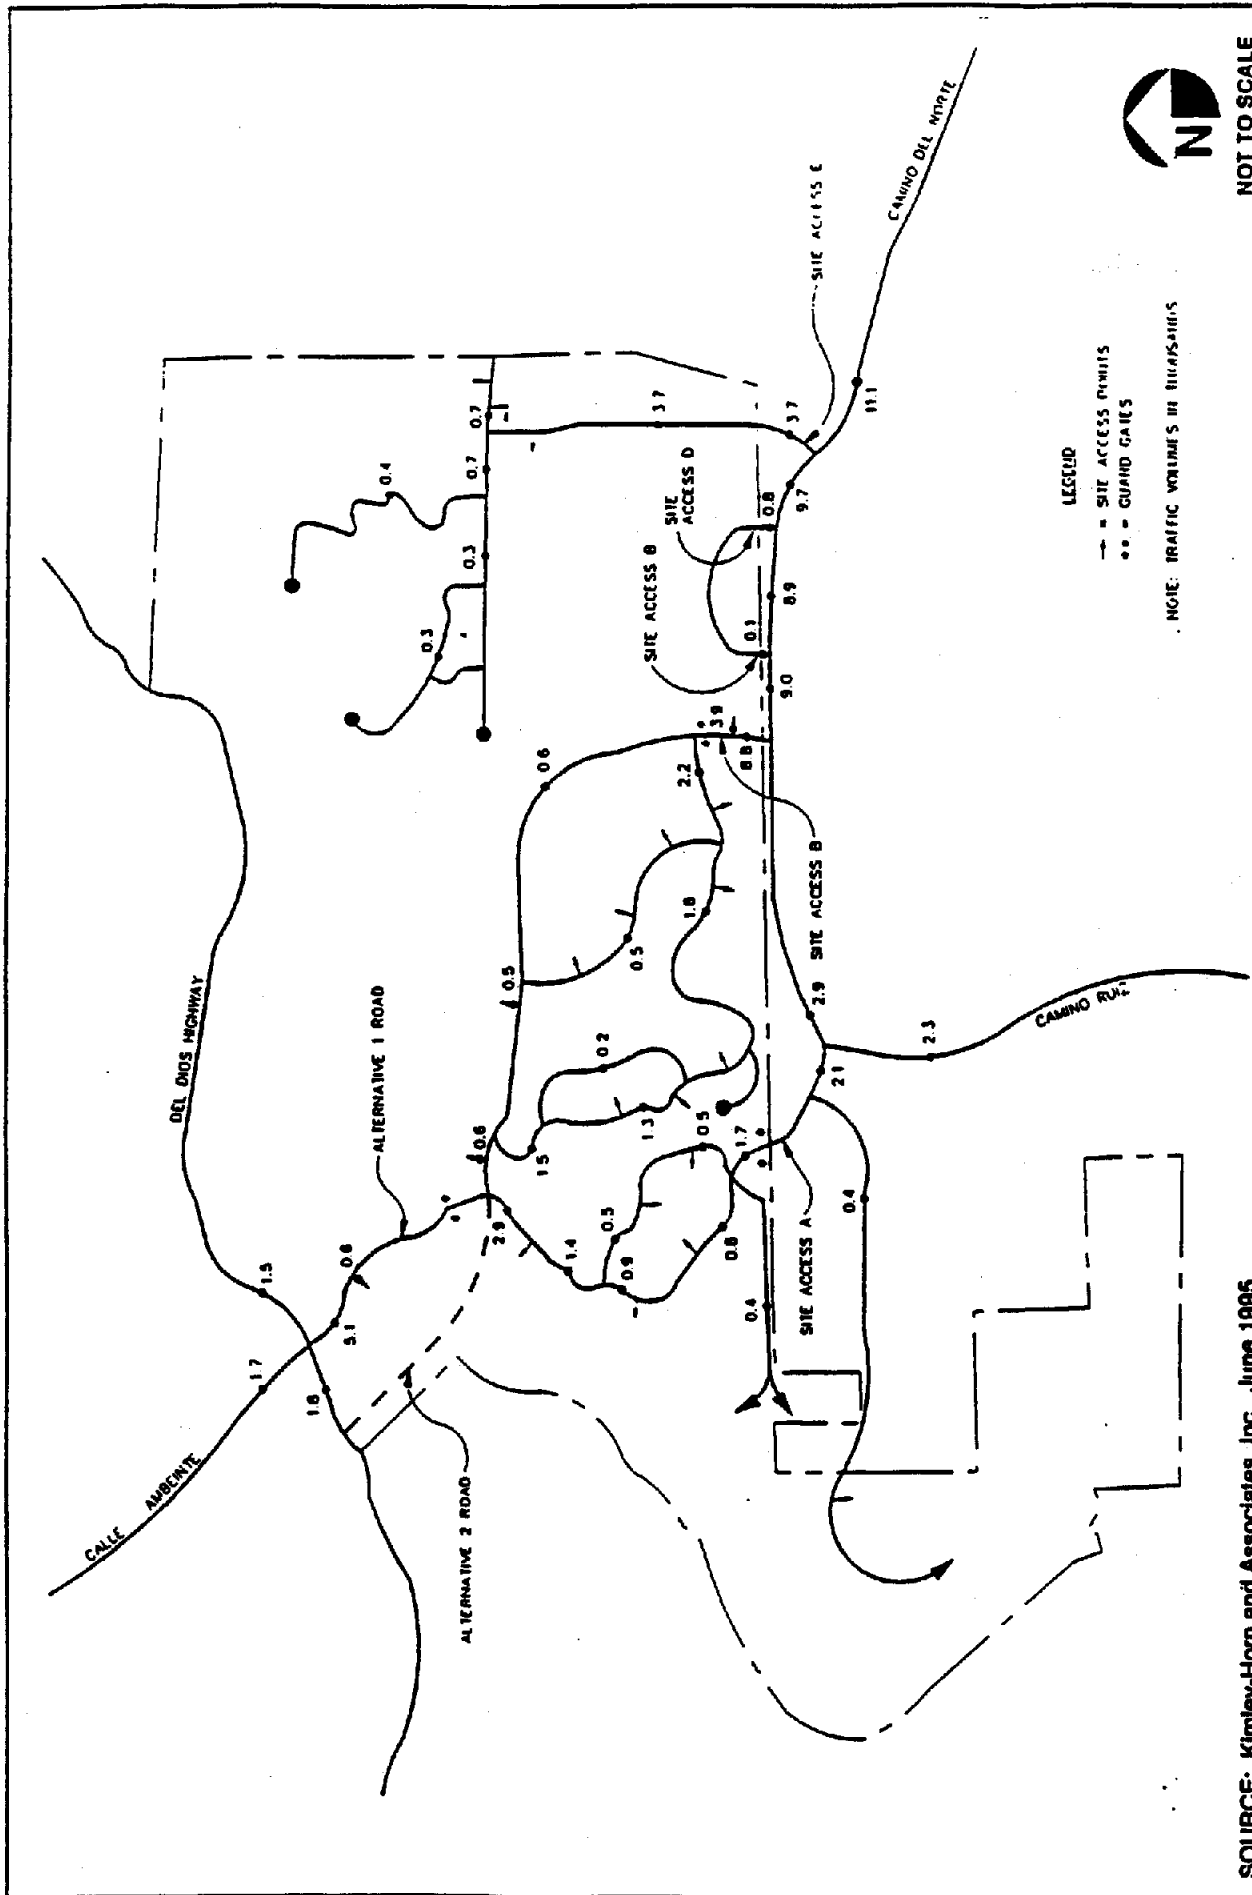 CALLE AMBEINTE
DEL DIOS HIGHWAY
ALTERNATIVE 1 ROAD
ALTERNATIVE 2 ROAD
1.7
1.5
1.8
5.1
0.6
2.9
0.6
0.5
0.6
1.4
0.5
0.9
1.5
0.2
1.3
0.5
0.5
0.6
1.7
0.4
1.8
2.2
3.9
8.8
0.3
0.3
0.4
0.7
0.7
3.7
3.7
SITE ACCESS A
SITE ACCESS B
SITE ACCESS B
SITE
ACCESS D
SITE ACCESS E
0.4
2.1
2.9
2.3
9.0
0.1
8.9
0.8
9.7
11.1
CAMINO RUIZ
CAMINO DEL NORTE
LEGEND
= SITE ACCESS POINTS
= GUARD GATES
NOTE: TRAFFIC VOLUMES IN THOUSANDS
N
NOT TO SCALE
SOURCE: Kimley-Horn and Associates, Inc., June 1995